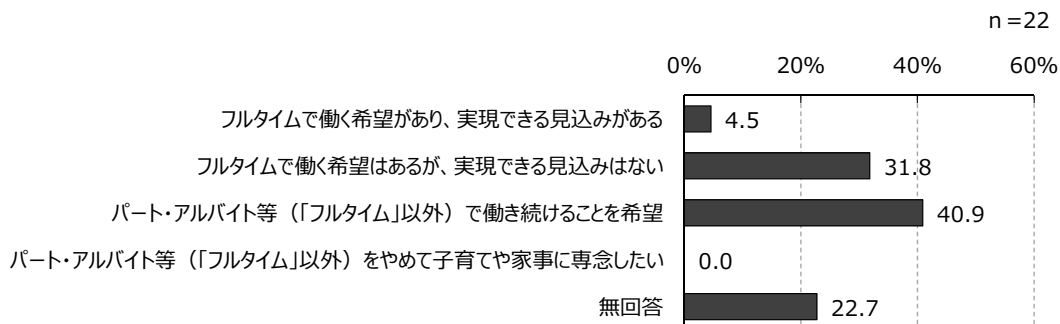 n=22
0% 20% 40% 60%
フルタイムで働く希望があり、実現できる見込みがある 4.5
フルタイムで働く希望はあるが、実現できる見込みはない 31.8
パート・アルバイト等（「フルタイム」以外）で働き続けることを希望 40.9
パート・アルバイト等（「フルタイム」以外）をやめて子育てや家事に専念したい 0.0
無回答 22.7